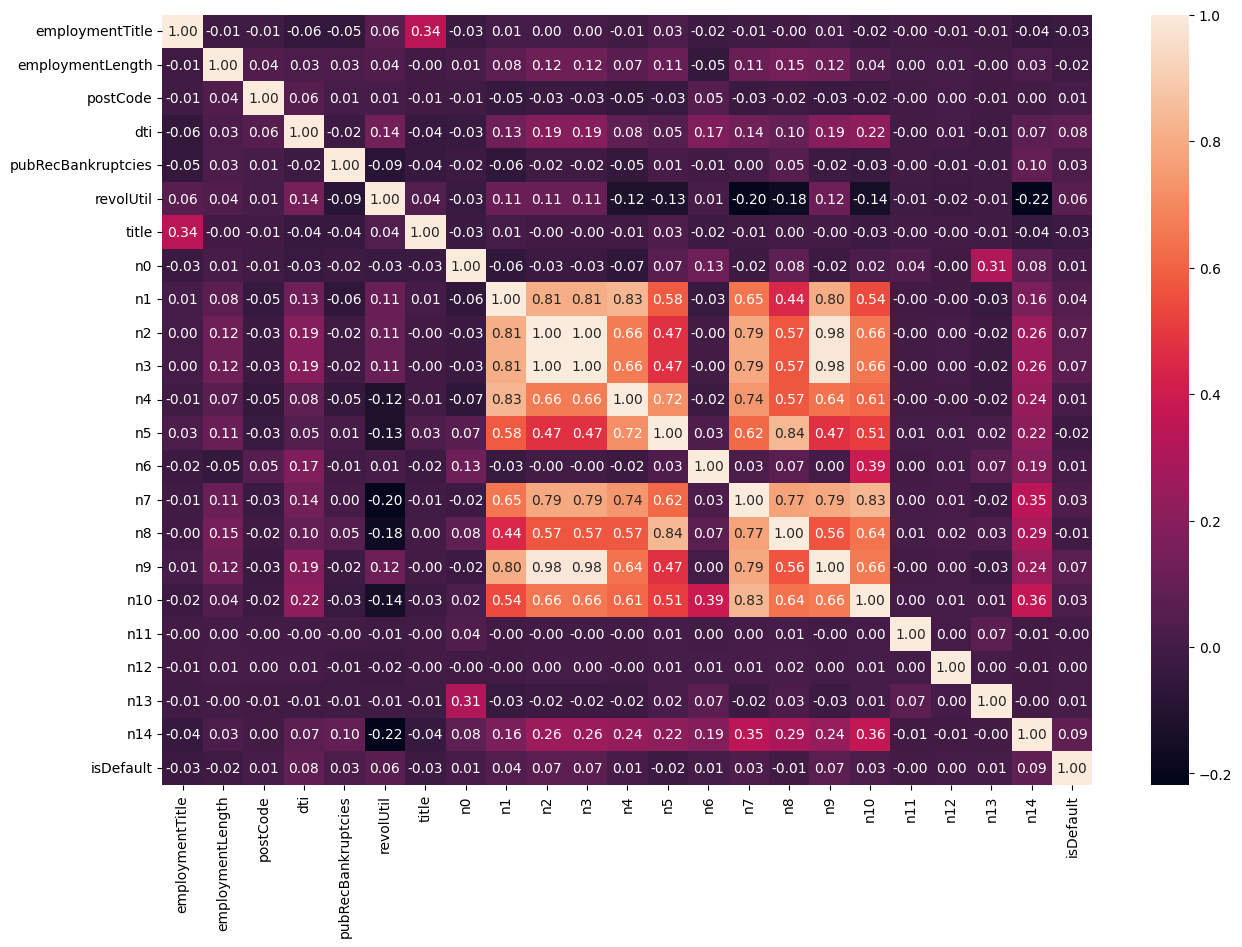 employmentTitle 1.00 -0.01 -0.01 -0.06 -0.05 0.06 0.34 -0.03 0.01 0.00 0.00 -0.01 0.03 -0.02 -0.01 -0.00 0.01 -0.02 -0.00 -0.01 -0.01 -0.04 -0.03
employmentLength -0.01 1.00 0.04 0.03 0.03 0.04 -0.00 0.01 0.08 0.12 0.12 0.07 0.11 -0.05 0.11 0.15 0.12 0.04 0.00 0.01 -0.00 0.03 -0.02
postCode -0.01 0.04 1.00 0.06 0.01 0.01 -0.01 -0.01 -0.05 -0.03 -0.03 -0.05 -0.03 0.05 -0.03 -0.02 -0.03 -0.02 -0.00 0.00 -0.01 0.00 0.01
dti -0.06 0.03 0.06 1.00 -0.02 0.14 -0.04 -0.03 0.13 0.19 0.19 0.08 0.05 0.17 0.14 0.10 0.19 0.22 -0.00 0.01 -0.01 0.07 0.08
pubRecBankruptcies -0.05 0.03 0.01 -0.02 1.00 -0.09 -0.04 -0.02 -0.06 -0.02 -0.02 -0.05 0.01 -0.01 0.00 0.05 -0.02 -0.03 -0.00 -0.01 -0.01 0.10 0.03
revolUtil 0.06 0.04 0.01 0.14 -0.09 1.00 0.04 -0.03 0.11 0.11 0.11 -0.12 -0.13 0.01 -0.20 -0.18 0.12 -0.14 -0.01 -0.02 -0.01 -0.22 0.06
title 0.34 -0.00 -0.01 -0.04 -0.04 0.04 1.00 -0.03 0.01 -0.00 -0.00 -0.01 0.03 -0.02 -0.01 0.00 -0.00 -0.03 -0.00 -0.00 -0.01 -0.04 -0.03
n0 -0.03 0.01 -0.01 -0.03 -0.02 -0.03 -0.03 1.00 -0.06 -0.03 -0.03 -0.07 0.07 0.13 -0.02 0.08 -0.02 0.02 0.04 -0.00 0.31 0.08 0.01
n1 0.01 0.08 -0.05 0.13 -0.06 0.11 0.01 -0.06 1.00 0.81 0.81 0.83 0.58 -0.03 0.65 0.44 0.80 0.54 -0.00 -0.00 -0.03 0.16 0.04
n2 0.00 0.12 -0.03 0.19 -0.02 0.11 -0.00 -0.03 0.81 1.00 1.00 0.66 0.47 -0.00 0.79 0.57 0.98 0.66 -0.00 0.00 -0.02 0.26 0.07
n3 0.00 0.12 -0.03 0.19 -0.02 0.11 -0.00 -0.03 0.81 1.00 1.00 0.66 0.47 -0.00 0.79 0.57 0.98 0.66 -0.00 0.00 -0.02 0.26 0.07
n4 -0.01 0.07 -0.05 0.08 -0.05 -0.12 -0.01 -0.07 0.83 0.66 0.66 1.00 0.72 -0.02 0.74 0.57 0.64 0.61 -0.00 -0.00 -0.02 0.24 0.01
n5 0.03 0.11 -0.03 0.05 0.01 -0.13 0.03 0.07 0.58 0.47 0.47 0.72 1.00 0.03 0.62 0.84 0.47 0.51 0.01 0.01 0.02 0.22 -0.02
n6 -0.02 -0.05 0.05 0.17 -0.01 0.01 -0.02 0.13 -0.03 -0.00 -0.00 -0.02 0.03 1.00 0.03 0.07 0.00 0.39 0.00 0.01 0.07 0.19 0.01
n7 -0.01 0.11 -0.03 0.14 0.00 -0.20 -0.01 -0.02 0.65 0.79 0.79 0.74 0.62 0.03 1.00 0.77 0.79 0.83 0.00 0.01 -0.02 0.35 0.03
n8 -0.00 0.15 -0.02 0.10 0.05 -0.18 0.00 0.08 0.44 0.57 0.57 0.57 0.84 0.07 0.77 1.00 0.56 0.64 0.01 0.02 0.03 0.29 -0.01
n9 0.01 0.12 -0.03 0.19 -0.02 0.12 -0.00 -0.02 0.80 0.98 0.98 0.64 0.47 0.00 0.79 0.56 1.00 0.66 -0.00 0.00 -0.03 0.24 0.07
n10 -0.02 0.04 -0.02 0.22 -0.03 -0.14 -0.03 0.02 0.54 0.66 0.66 0.61 0.51 0.39 0.83 0.64 0.66 1.00 0.00 0.01 0.01 0.36 0.03
n11 -0.00 0.00 -0.00 -0.00 -0.00 -0.01 -0.00 0.04 -0.00 -0.00 -0.00 -0.00 0.01 0.00 0.00 0.01 -0.00 0.00 1.00 0.00 0.07 -0.01 -0.00
n12 -0.01 0.01 0.00 0.01 -0.01 -0.02 -0.00 -0.00 -0.00 0.00 0.00 -0.00 0.01 0.01 0.01 0.02 0.00 0.01 0.00 1.00 0.00 -0.01 0.00
n13 -0.01 -0.00 -0.01 -0.01 -0.01 -0.01 -0.01 0.31 -0.03 -0.02 -0.02 -0.02 0.02 0.07 -0.02 0.03 -0.03 0.01 0.07 0.00 1.00 -0.00 0.01
n14 -0.04 0.03 0.00 0.07 0.10 -0.22 -0.04 0.08 0.16 0.26 0.26 0.24 0.22 0.19 0.35 0.29 0.24 0.36 -0.01 -0.01 -0.00 1.00 0.09
isDefault -0.03 -0.02 0.01 0.08 0.03 0.06 -0.03 0.01 0.04 0.07 0.07 0.01 -0.02 0.01 0.03 -0.01 0.07 0.03 -0.00 0.00 0.01 0.09 1.00
employmentTitle employmentLength postCode dti pubRecBankruptcies revolUtil title n0 n1 n2 n3 n4 n5 n6 n7 n8 n9 n10 n11 n12 n13 n14 isDefault
1.0
0.8
0.6
0.4
0.2
0.0
−0.2